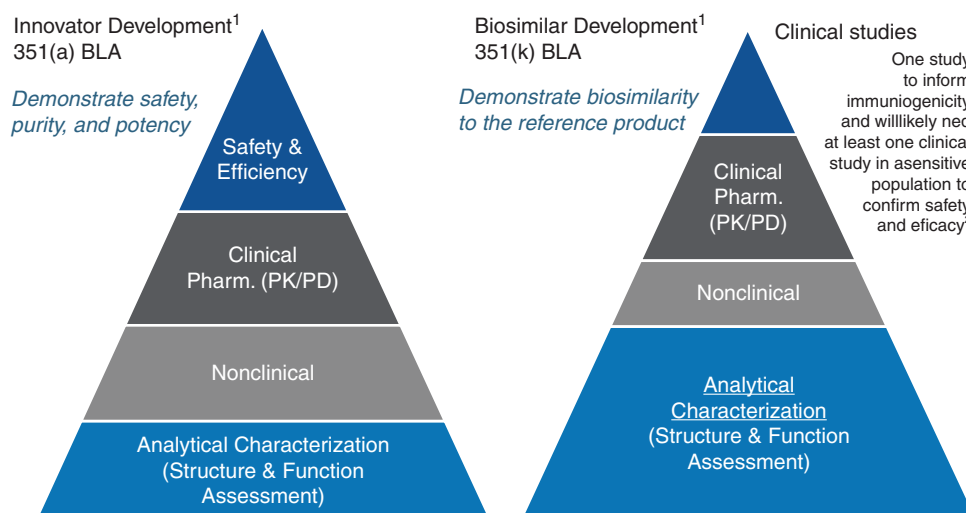 Innovator Development¹
351(a) BLA
Demonstrate safety,
purity, and potency
Safety &
Efficiency
Clinical
Pharm. (PK/PD)
Nonclinical
Analytical Characterization
(Structure & Function
Assessment)
Biosimilar Development¹
351(k) BLA
Demonstrate biosimilarity
to the reference product
Clinical studies
One study
to inform
immuniogenicity
and willlikely nec
at least one clinical
study in asensitive
population to
confirm safety
and eficacy
Clinical
Pharm.
(PK/PD)
Nonclinical
Analytical
Characterization
(Structure & Function
Assessment)